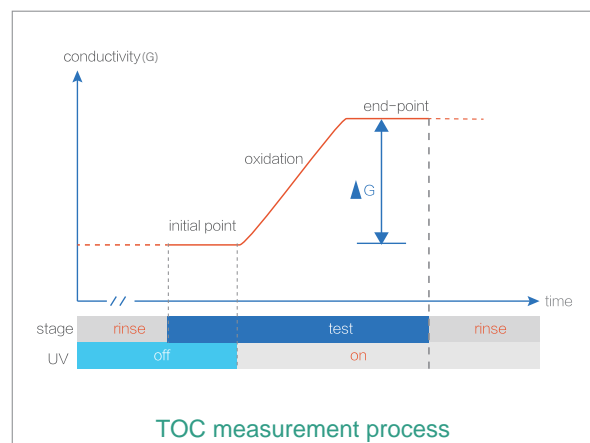 conductivity(G)
end-point
oxidation
▲G
initial point
time
stage rinse test rinse
UV off on
TOC measurement process